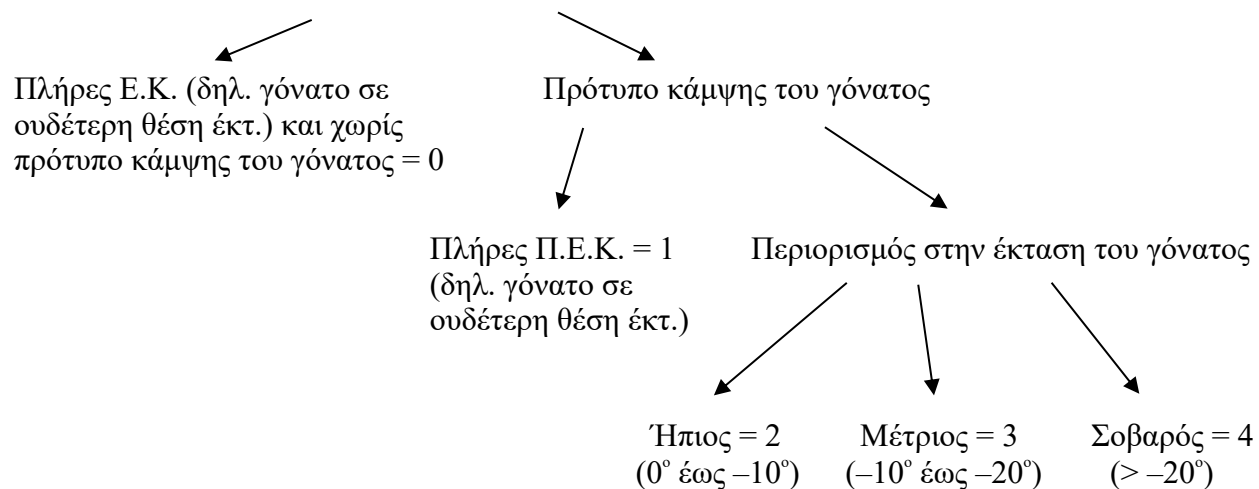 Πλήρες Ε.Κ. (δηλ. γόνατο σε
ουδέτερη θέση έκτ.) και χωρίς
πρότυπο κάμψης του γόνατος = 0
Πρότυπο κάμψης του γόνατος
Πλήρες Π.Ε.Κ. = 1
(δηλ. γόνατο σε
ουδέτερη θέση έκτ.)
Περιορισμός στην έκταση του γόνατος
Ήπιος = 2
(0° έως –10°)
Μέτριος = 3
(–10° έως –20°)
Σοβαρός = 4
(> –20°)